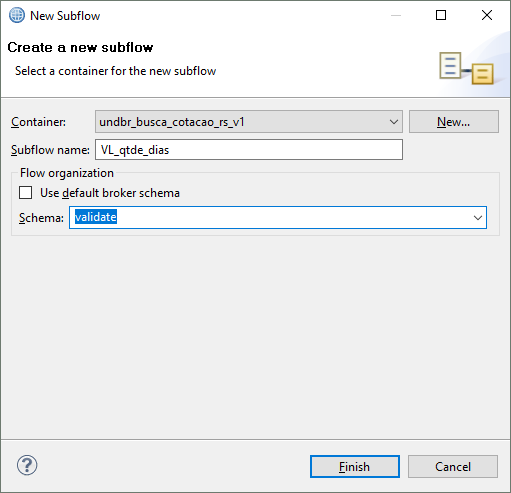 New Subflow
Create a new subflow
Select a container for the new subflow
Container: undbr_busca_cotacao_rs_v1 New...
Subflow name: VL_qtde_dias
Flow organization
Use default broker schema
Schema: validate
? Finish Cancel